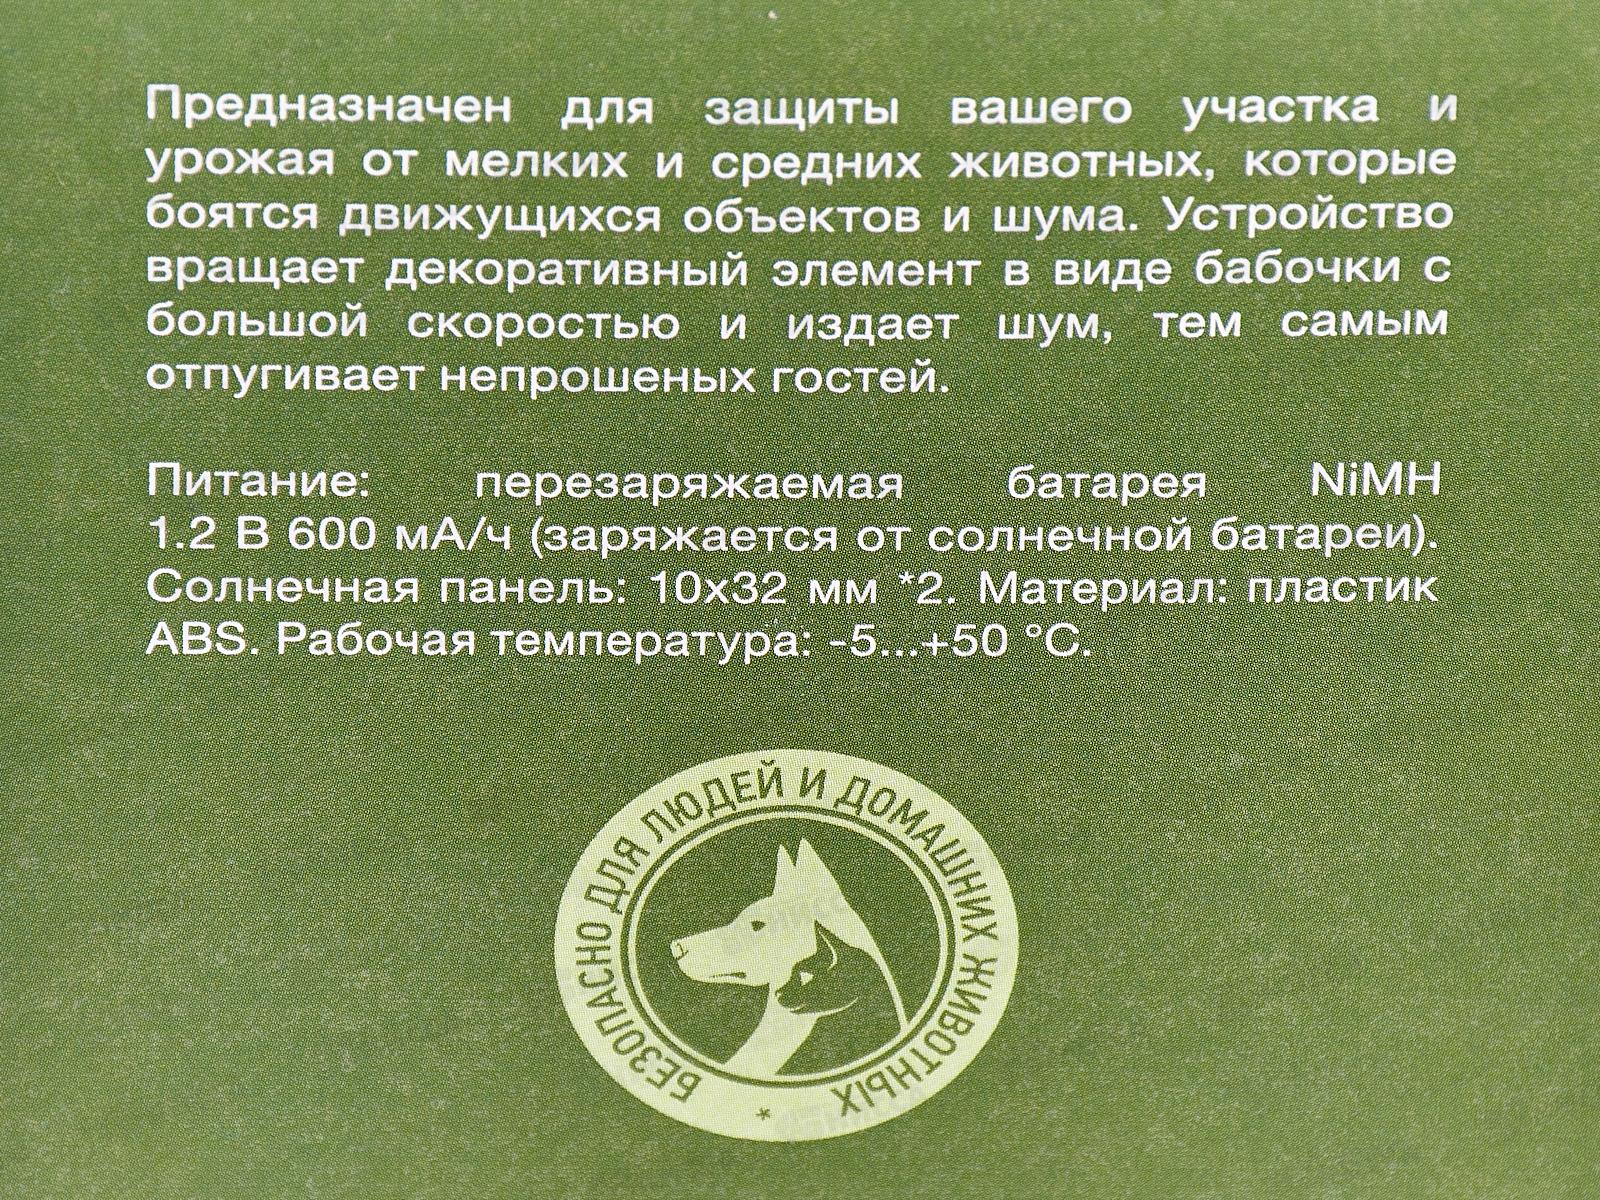 Предназначен для защиты вашего участка и
урожая от мелких и средних животных, которые
боятся движущихся объектов и шума. Устройство
вращает декоративный элемент в виде бабочки с
большой скоростью и издает шум, тем самым
отпугивает непрошеных гостей.
Питание: перезаряжаемая батарея NiMH
1.2 В 600 мА/ч (заряжается от солнечной батареи).
Солнечная панель: 10х32 мм *2. Материал: пластик
ABS. Рабочая температура: -5...+50 °С.
БЕЗОПАСНО ДЛЯ ЛЮДЕЙ И ДОМАШНИХ ЖИВОТНЫХ *